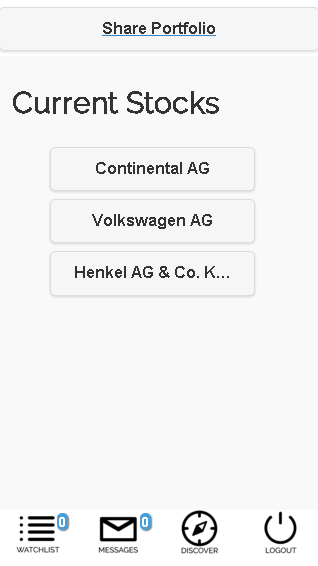 Share Portfolio
Current Stocks
Continental AG
Volkswagen AG
Henkel AG & Co. K...
0 0
WATCHLIST MESSAGES DISCOVER LOGOUT